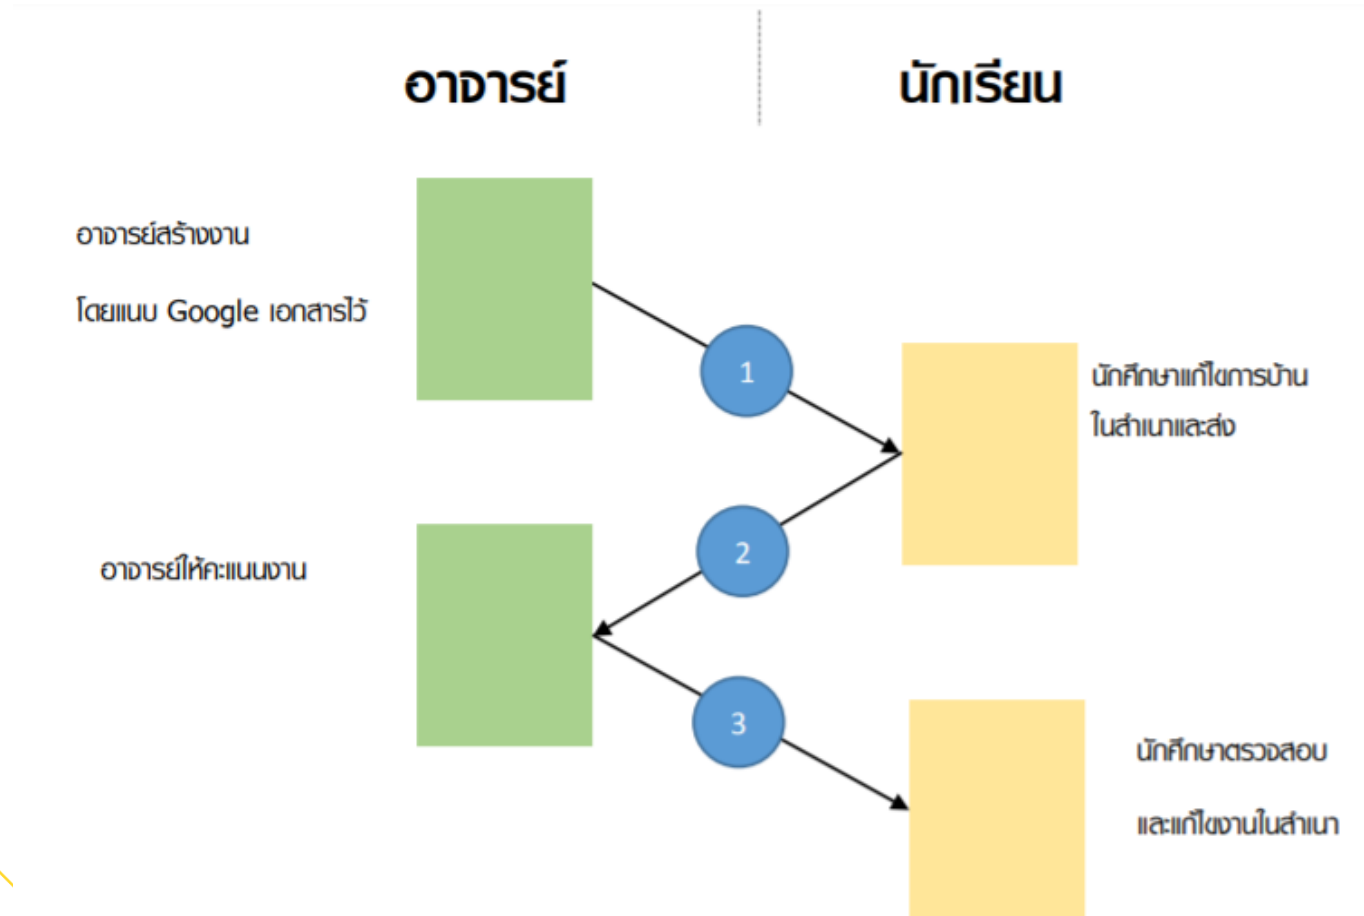 อาจารย์
นักเรียน
อาจารย์สร้างงาน
โดยแนบ Google เอกสารไว้
1
นักศึกษาแก้ไขการบ้าน
ในสำเนาและส่ง
2
อาจารย์ให้คะแนนงาน
3
นักศึกษาตรวจสอบ
และแก้ไขงานในสำเนา